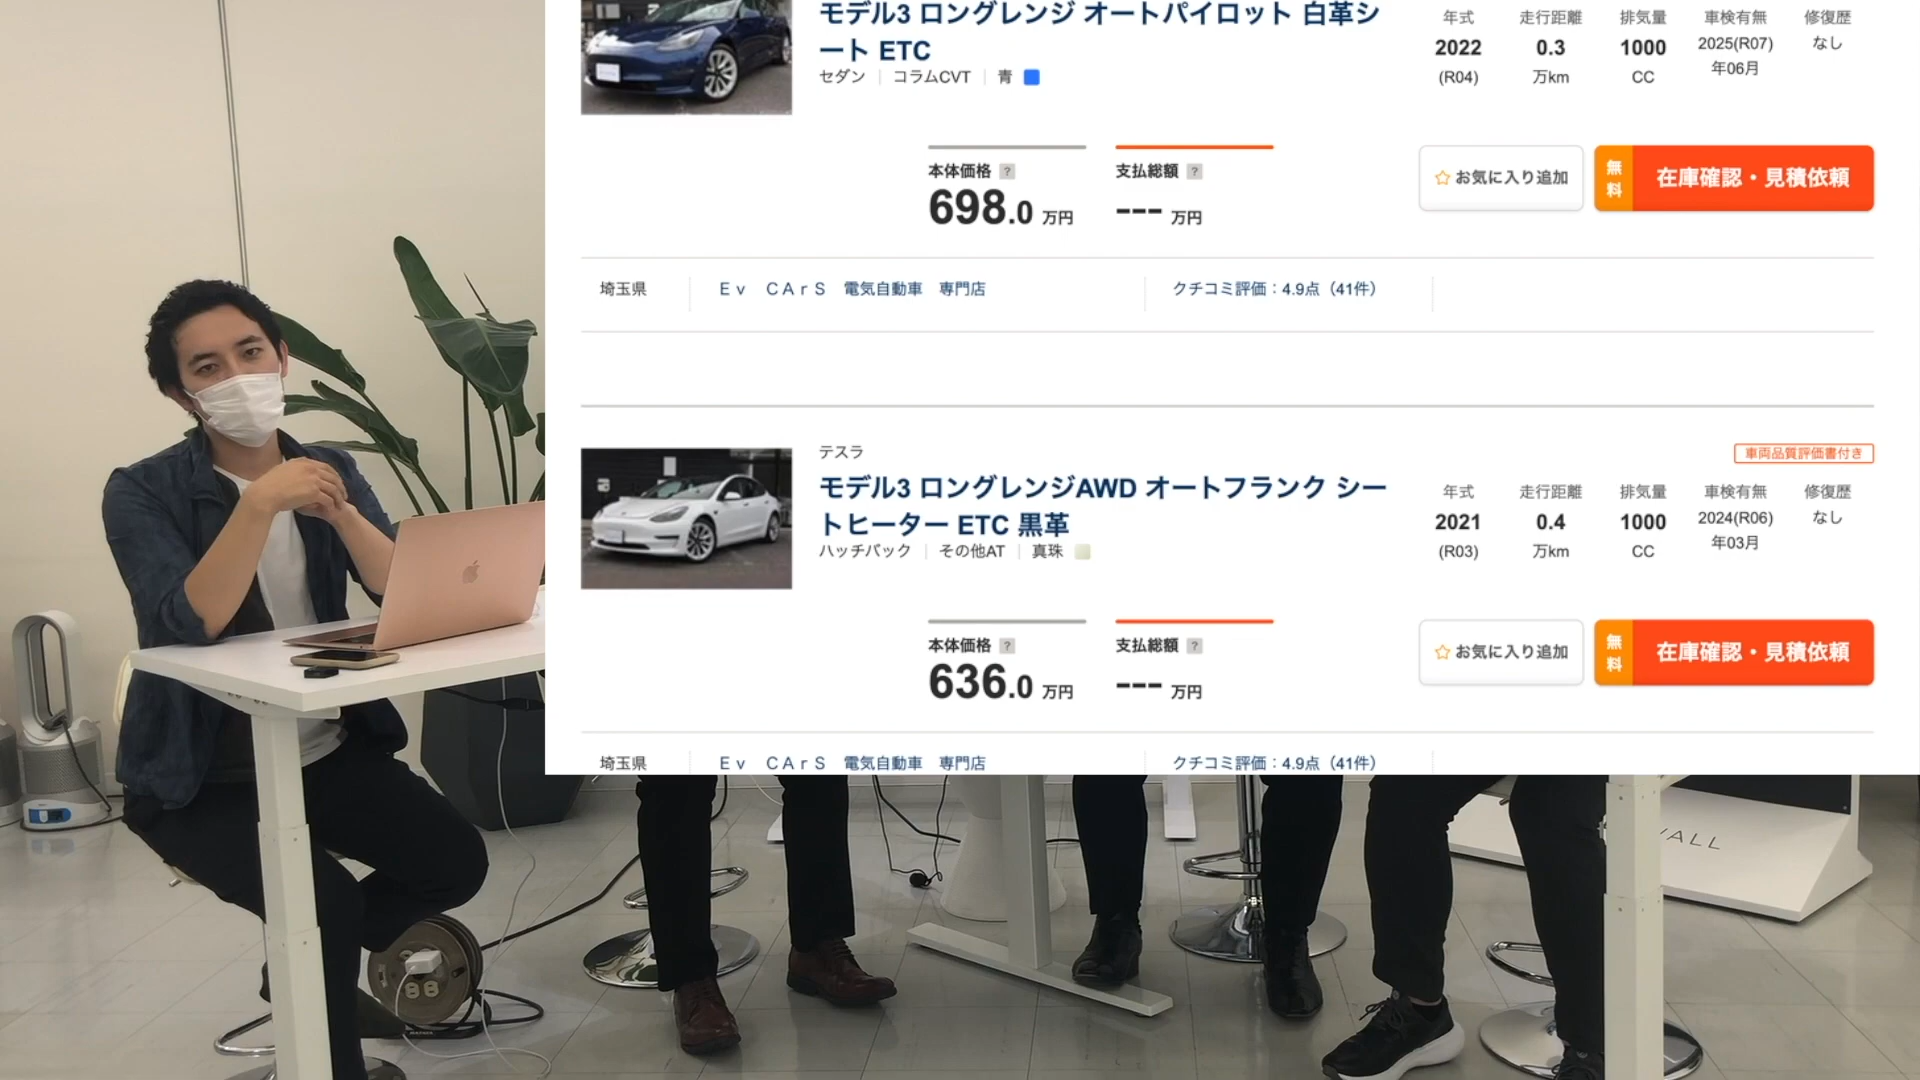 モデル3 ロングレンジ オートパイロット 白革シ
ート ETC
セダン | コラムCVT | 青
年式 走行距離 排気量 車検有無 修復歴
2022 0.3 1000 2025(R07) なし
(R04) 万km CC 年06月
本体価格 ? 支払総額 ?
698.0 万円 --- 万円
お気に入り追加
無料 在庫確認・見積依頼
埼玉県 Ev CArS 電気自動車 専門店 クチコミ評価:4.9点(41件)
テスラ
車両品質評価書付き
モデル3 ロングレンジAWD オートフランク シー
トヒーター ETC 黒革
ハッチバック | その他AT | 真珠
年式 走行距離 排気量 車検有無 修復歴
2021 0.4 1000 2024(R06) なし
(R03) 万km CC 年03月
本体価格 ? 支払総額 ?
636.0 万円 --- 万円
お気に入り追加
無料 在庫確認・見積依頼
埼玉県 Ev CArS 電気自動車 専門店 クチコミ評価:4.9点(41件)